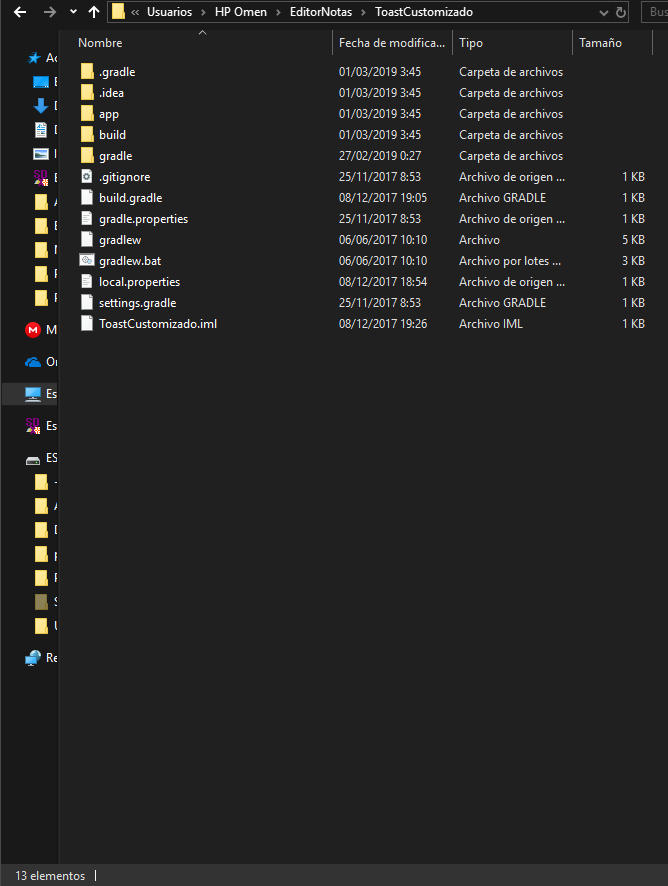 « Usuarios > HP Omen > EditorNotas > ToastCustomizado Bus
Nombre Fecha de modifica... Tipo Tamaño
.gradle 01/03/2019 3:45 Carpeta de archivos
.idea 01/03/2019 3:45 Carpeta de archivos
app 01/03/2019 3:45 Carpeta de archivos
build 01/03/2019 3:45 Carpeta de archivos
gradle 27/02/2019 0:27 Carpeta de archivos
.gitignore 25/11/2017 8:53 Archivo de origen ... 1 KB
build.gradle 08/12/2017 19:05 Archivo GRADLE 1 KB
gradle.properties 25/11/2017 8:53 Archivo de origen ... 1 KB
gradlew 06/06/2017 10:10 Archivo 5 KB
gradlew.bat 06/06/2017 10:10 Archivo por lotes ... 3 KB
local.properties 08/12/2017 18:54 Archivo de origen ... 1 KB
settings.gradle 25/11/2017 8:53 Archivo GRADLE 1 KB
ToastCustomizado.iml 08/12/2017 19:26 Archivo IML 1 KB
M
Es
Es
ES
Re
13 elementos